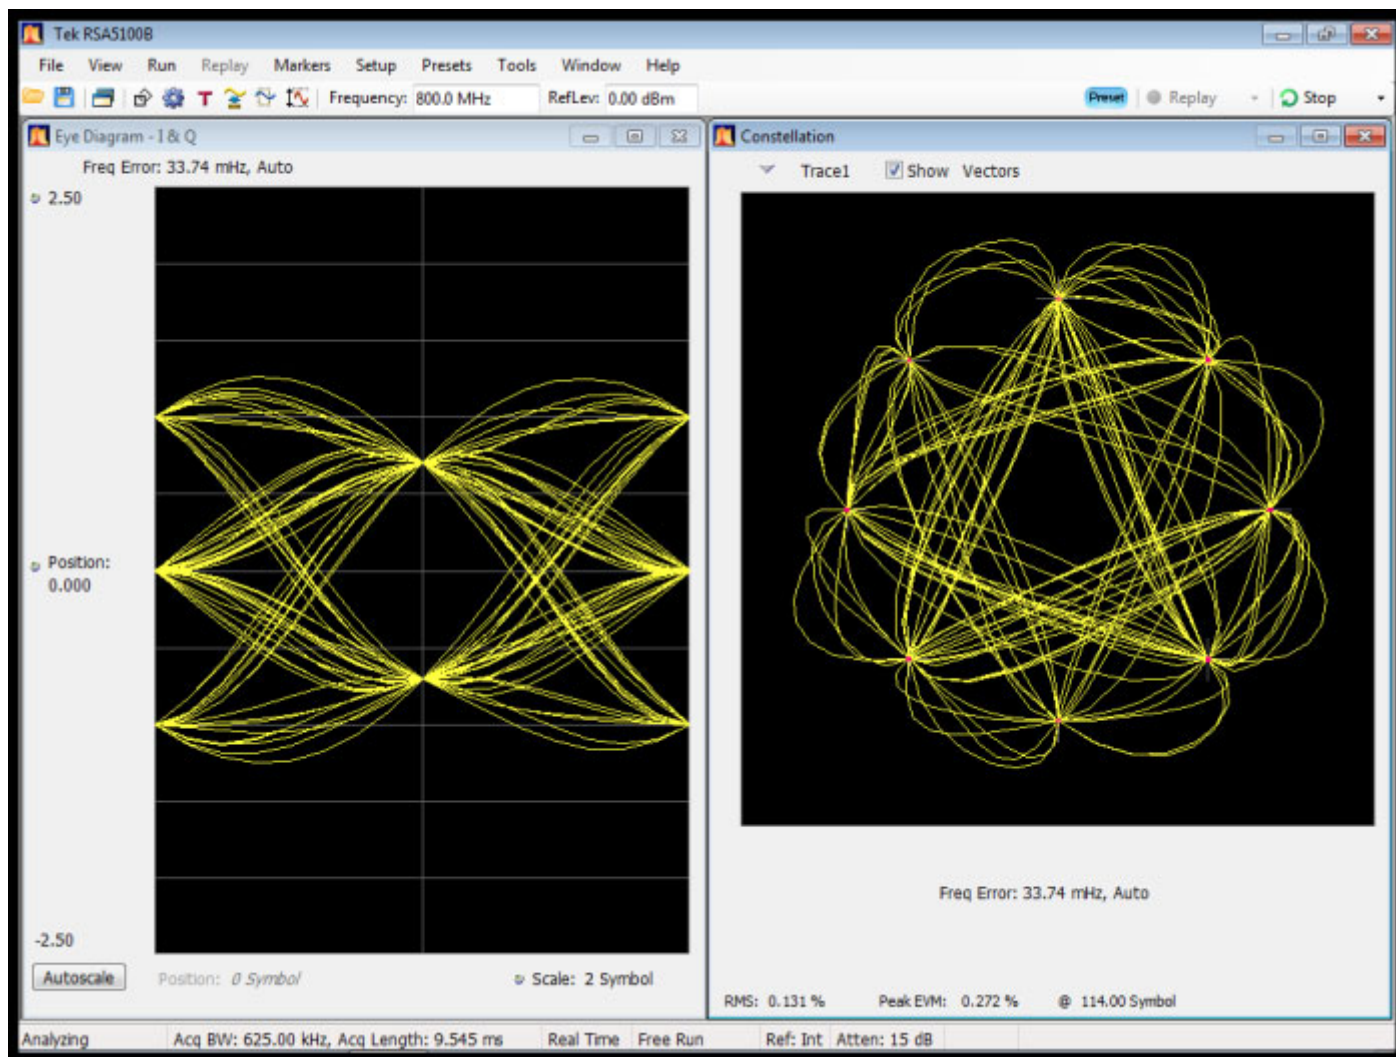 Tek RSA5100B
File View Run Replay Markers Setup Presets Tools Window Help
Frequency: 800.0 MHz RefLev: 0.00 dBm Preset Replay Stop
Eye Diagram - I & Q
Freq Error: 33.74 mHz, Auto
2.50
Position:
0.000
-2.50
Autoscale Position: 0 Symbol Scale: 2 Symbol
Constellation
Trace1 Show Vectors
Freq Error: 33.74 mHz, Auto
RMS: 0.131 % Peak EVM: 0.272 % @ 114.00 Symbol
Analyzing Acq BW: 625.00 kHz, Acq Length: 9.545 ms Real Time Free Run Ref: Int Atten: 15 dB